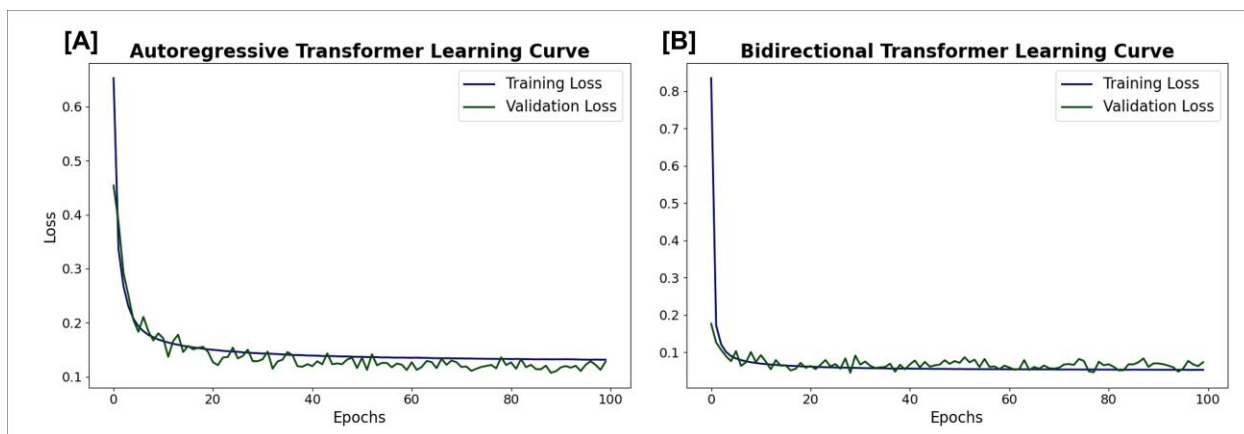 [A]
Autoregressive Transformer Learning Curve
Training Loss
Validation Loss
Loss
0.6
0.5
0.4
0.3
0.2
0.1
0
20
40
60
80
100
Epochs
[B]
Bidirectional Transformer Learning Curve
Training Loss
Validation Loss
0.8
0.7
0.6
0.5
0.4
0.3
0.2
0.1
0
20
40
60
80
100
Epochs